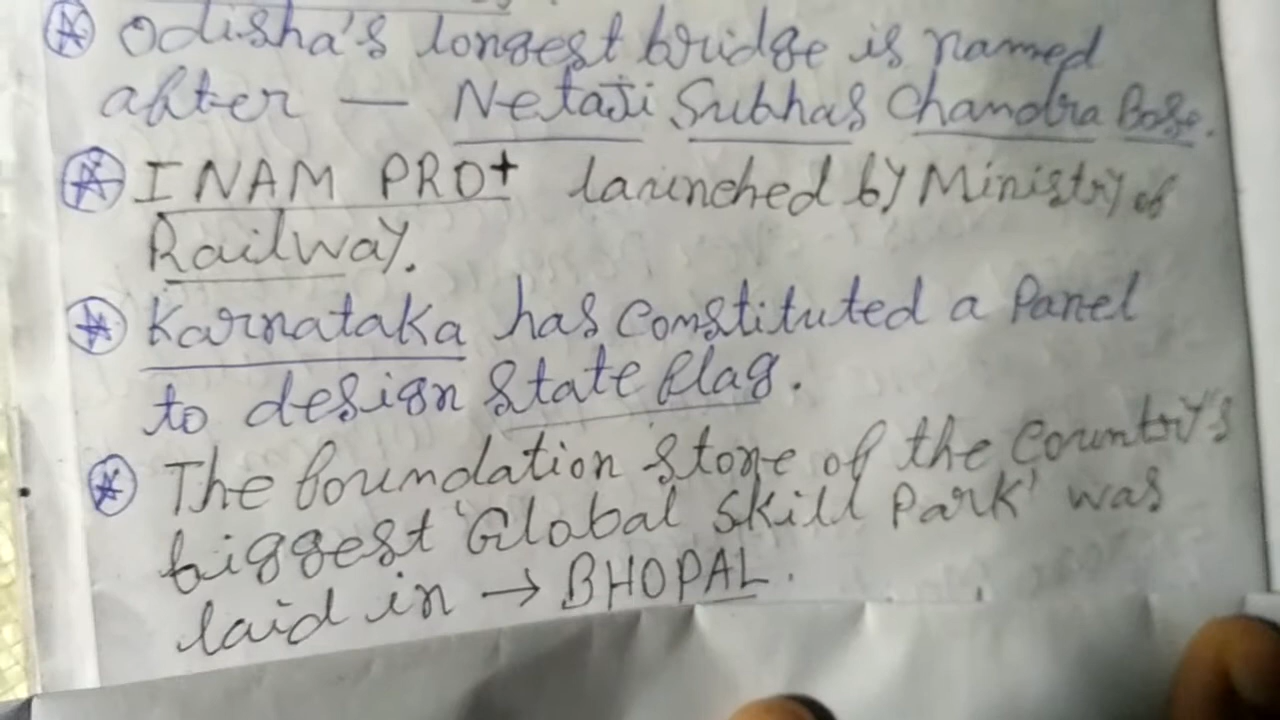 Odisha's longest bridge is named
after — Netaji Subhas Chandra Bose.
INAM PRO+ launched by Ministry of
Railway.
Karnataka has constituted a Panel
to design state flag.
The foundation stone of the Country's
biggest 'Global Skill Park' was
laid in → BHOPAL.